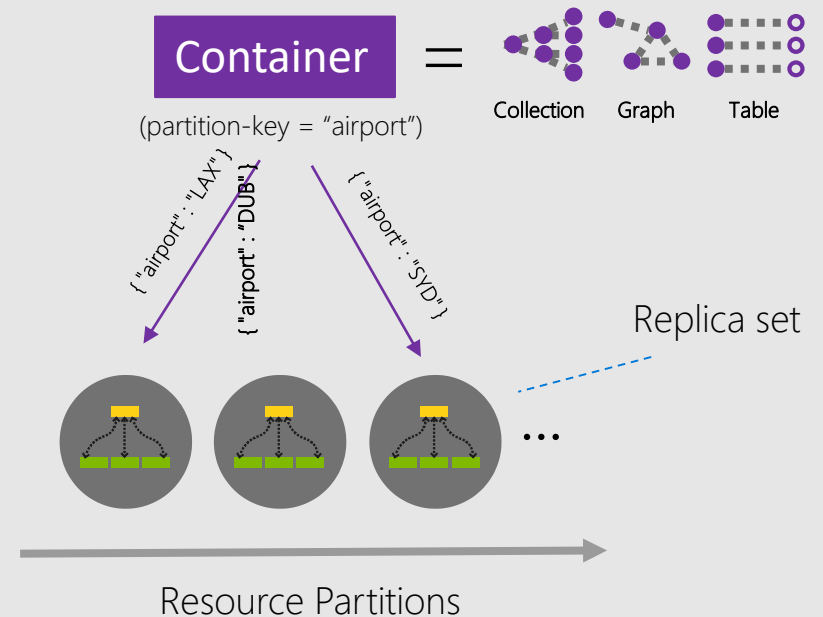 Container
=
Collection
Graph
Table
(partition-key = “airport”)
{ "airport" : "LAX" }
{ "airport" : “DUB" }
{ "airport" : "SYD" }
Replica set
...
Resource Partitions